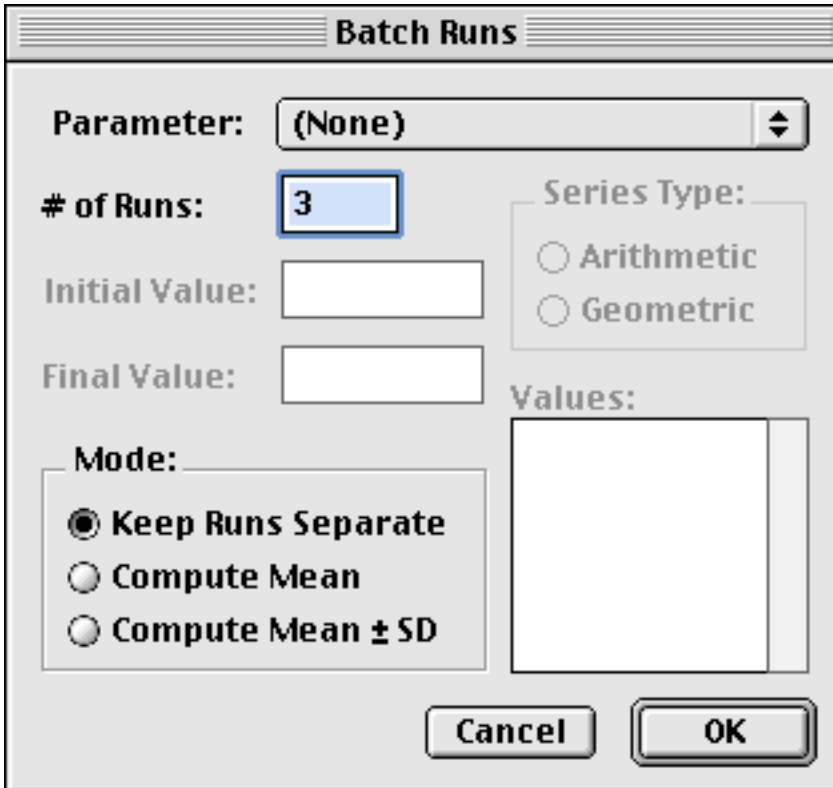 Batch Runs
Parameter: (None)
# of Runs: 3
Series Type:
Arithmetic
Geometric
Initial Value:
Final Value:
Values:
Mode:
Keep Runs Separate
Compute Mean
Compute Mean ± SD
Cancel OK